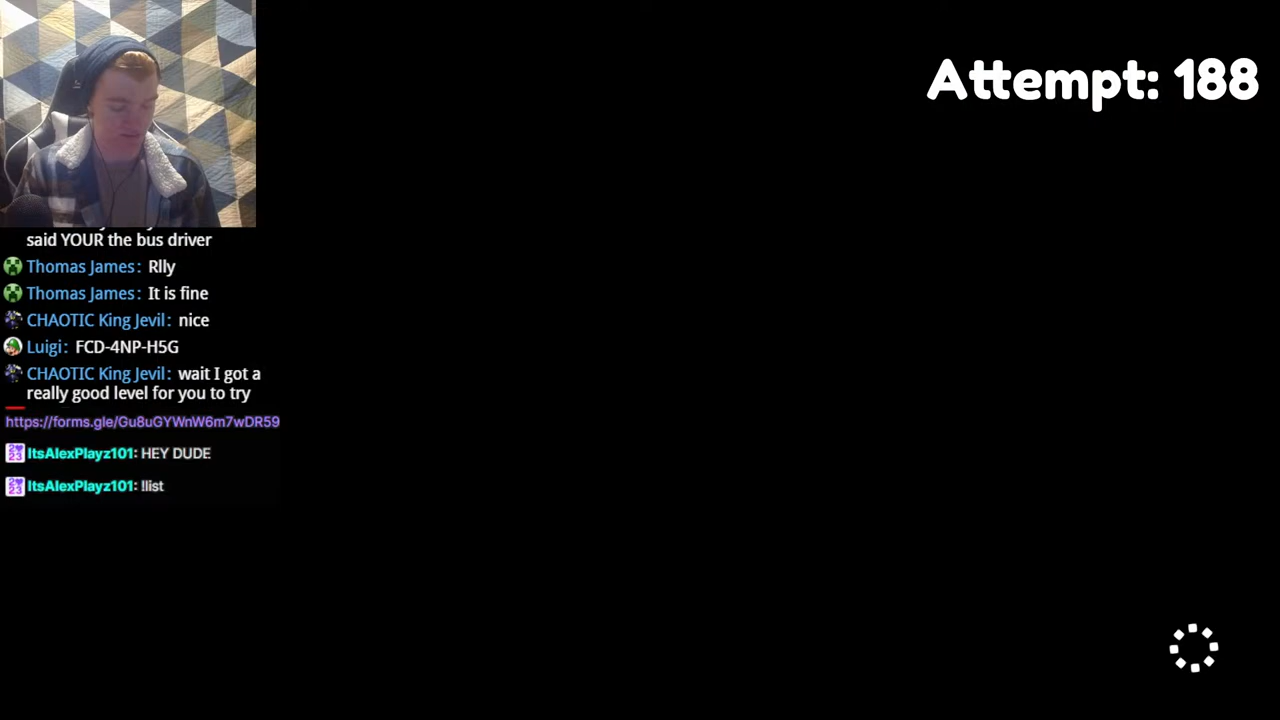 Attempt: 188
said YOUR the bus driver
Thomas James: Rlly
Thomas James: It is fine
CHAOTIC King Jevil: nice
Luigi: FCD-4NP-H5G
CHAOTIC King Jevil: wait I got a
really good level for you to try
https://forms.gle/Gu8uGYWnW6m7wDR59
ItsAlexPlayz101: HEY DUDE
ItsAlexPlayz101: !list